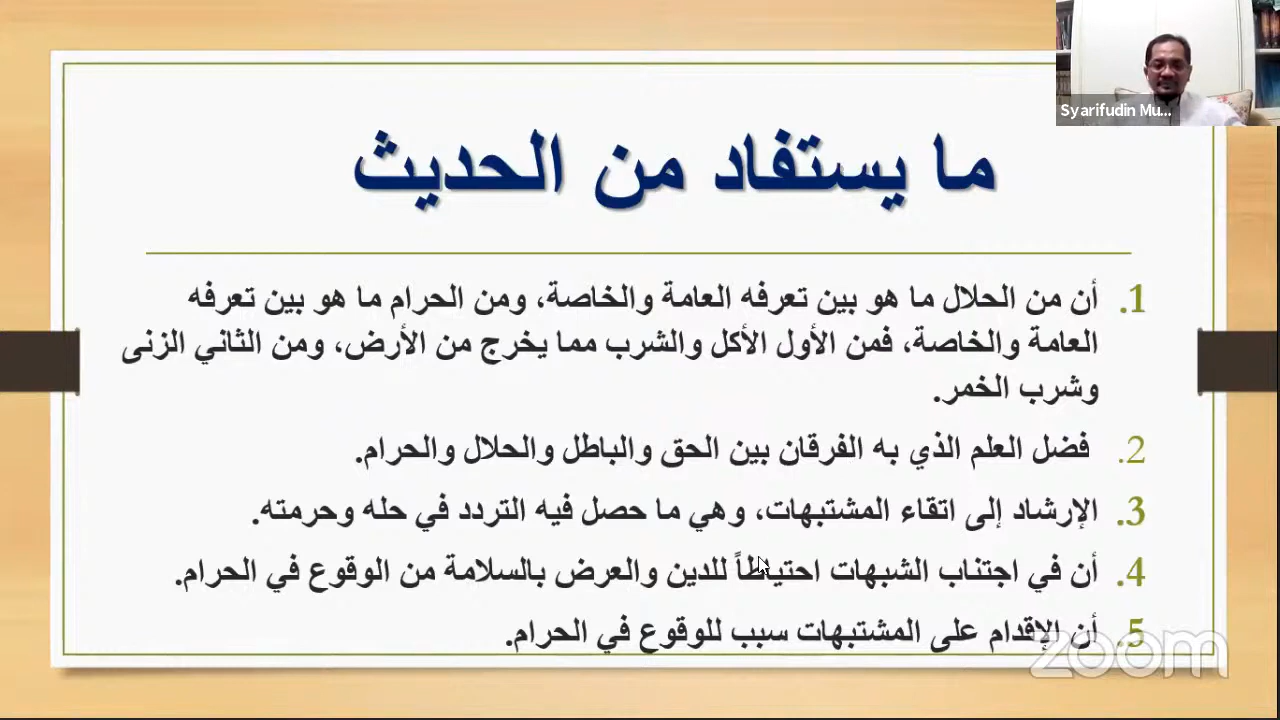 Syarifudin Mu...
ما يستفاد من الحديث
1. أن من الحلال ما هو بين تعرفه العامة والخاصة، ومن الحرام ما هو بين تعرفه
العامة والخاصة، فمن الأول الأكل والشرب مما يخرج من الأرض، ومن الثاني الزنى
وشرب الخمر.
2. فضل العلم الذي به الفرقان بين الحق والباطل والحلال والحرام.
3. الإرشاد إلى اتقاء المشتبهات، وهي ما حصل فيه التردد في حله وحرمته.
4. أن في اجتناب الشبهات احتياطاً للدين والعرض بالسلامة من الوقوع في الحرام.
5. أن الإقدام على المشتبهات سبب للوقوع في الحرام.
zoom